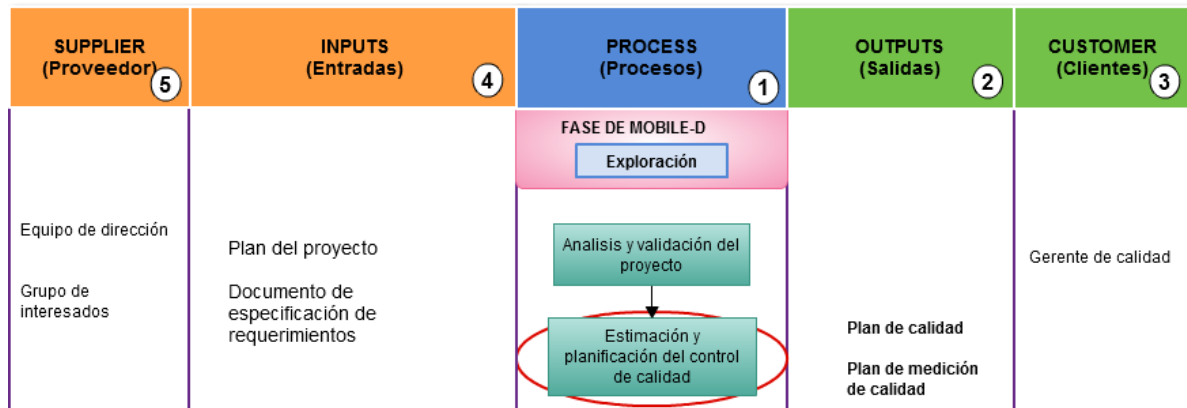 SUPPLIER
(Proveedor)
5
INPUTS
(Entradas)
4
PROCESS
(Procesos)
1
OUTPUTS
(Salidas)
2
CUSTOMER
(Clientes)
3
FASE DE MOBILE-D
Exploración
Equipo de dirección
Grupo de
interesados
Plan del proyecto
Documento de
especificación de
requerimientos
Analisis y validación del
proyecto
Estimación y
planificación del control
de calidad
Plan de calidad
Plan de medición
de calidad
Gerente de calidad